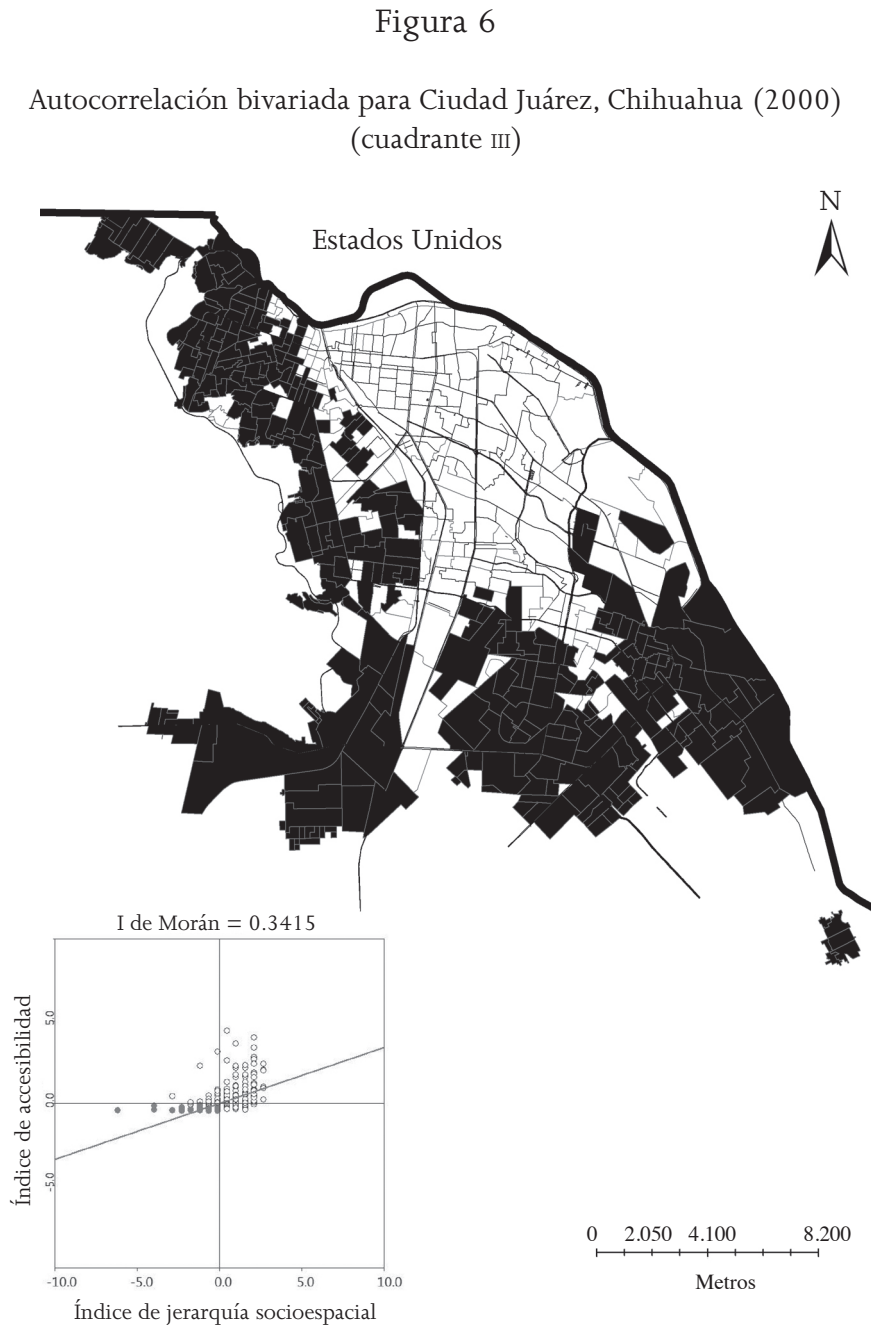 Figura 6
Autocorrelación bivariada para Ciudad Juárez, Chihuahua (2000)
(cuadrante III)
N
Estados Unidos
I de Morán = 0.3415
Índice de accesibilidad
5.0
0.0
-5.0
-10.0 -5.0 0.0 5.0 10.0
Índice de jerarquía socioespacial
0 2.050 4.100 8.200
Metros